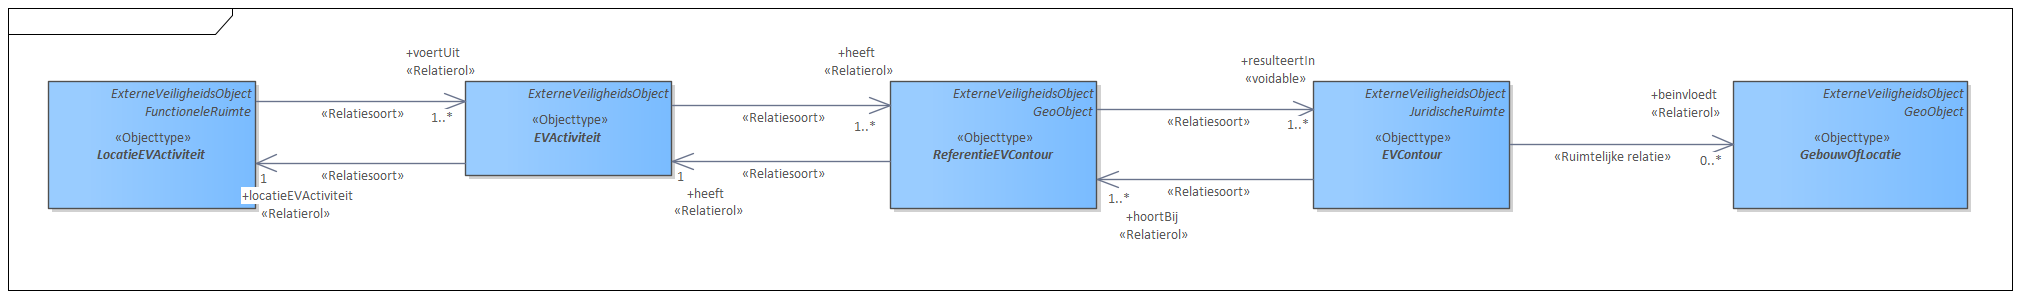 ExterneVeiligheidsObject
FunctioneleRuimte
«Objecttype»
LocatieEVActiviteit
+voertUit
«Relatierol»
«Relatiesoort»
1..*
«Relatiesoort»
1
+locatieEVActiviteit
«Relatierol»
ExterneVeiligheidsObject
«Objecttype»
EVActiviteit
+heeft
«Relatierol»
«Relatiesoort»
1..*
«Relatiesoort»
1
+heeft
«Relatierol»
ExterneVeiligheidsObject
GeoObject
«Objecttype»
ReferentieEVContour
+resulteertIn
«voidable»
«Relatiesoort»
1..*
«Relatiesoort»
1..*
+hoortBij
«Relatierol»
ExterneVeiligheidsObject
JuridischeRuimte
«Objecttype»
EVContour
+beinvloedt
«Relatierol»
«Ruimtelijke relatie»
0..*
ExterneVeiligheidsObject
GeoObject
«Objecttype»
GebouwOfLocatie